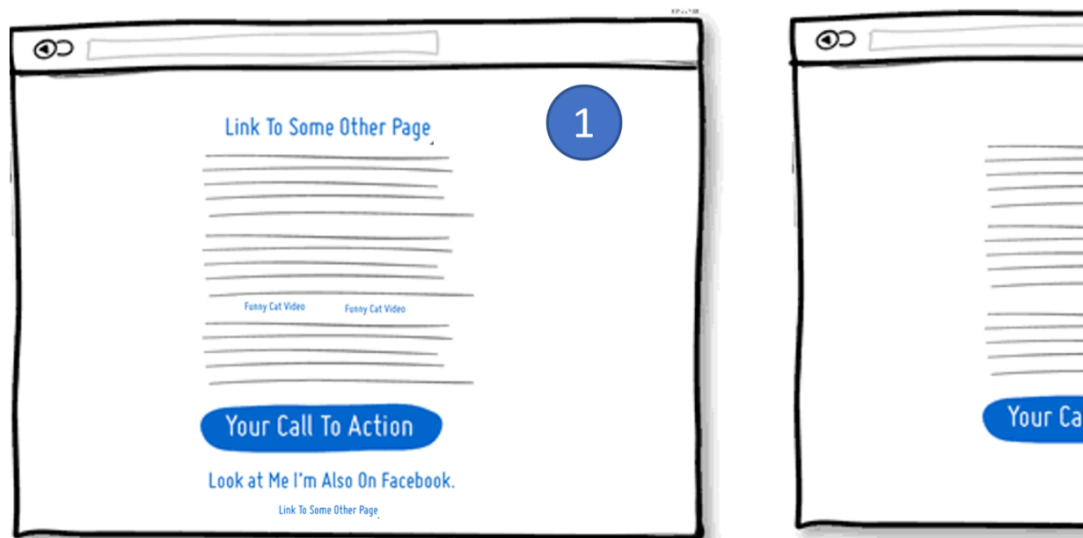 Link To Some Other Page
1
Funny Cat Video Funny Cat Video
Your Call To Action
Look at Me I'm Also On Facebook.
Link To Some Other Page
Your Ca